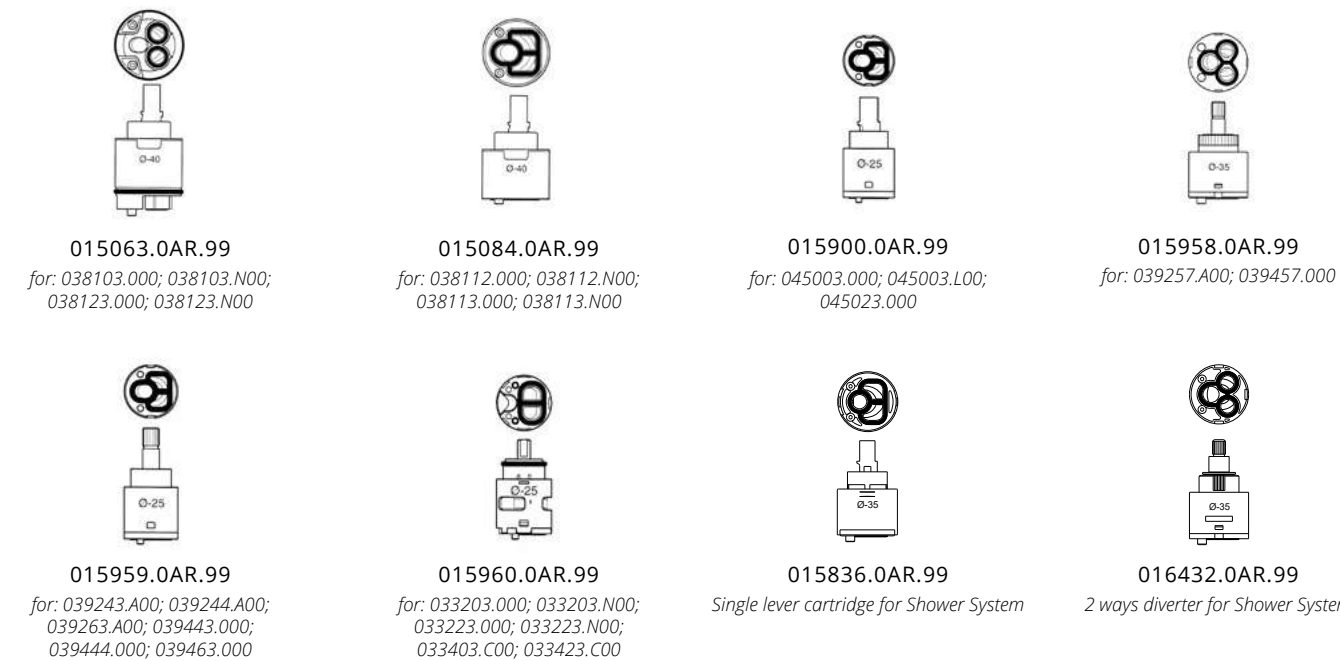 Ø-40
Ø-40
Ø-25
Ø-35
015063.0AR.99
for: 038103.000; 038103.N00;
038123.000; 038123.N00
015084.0AR.99
for: 038112.000; 038112.N00;
038113.000; 038113.N00
015900.0AR.99
for: 045003.000; 045003.L00;
045023.000
015958.0AR.99
for: 039257.A00; 039457.000
Ø-25
Ø-25
Ø-35
Ø-35
015959.0AR.99
for: 039243.A00; 039244.A00;
039263.A00; 039443.000;
039444.000; 039463.000
015960.0AR.99
for: 033203.000; 033203.N00;
033223.000; 033223.N00;
033403.C00; 033423.C00
015836.0AR.99
Single lever cartridge for Shower System
016432.0AR.99
2 ways diverter for Shower Syste